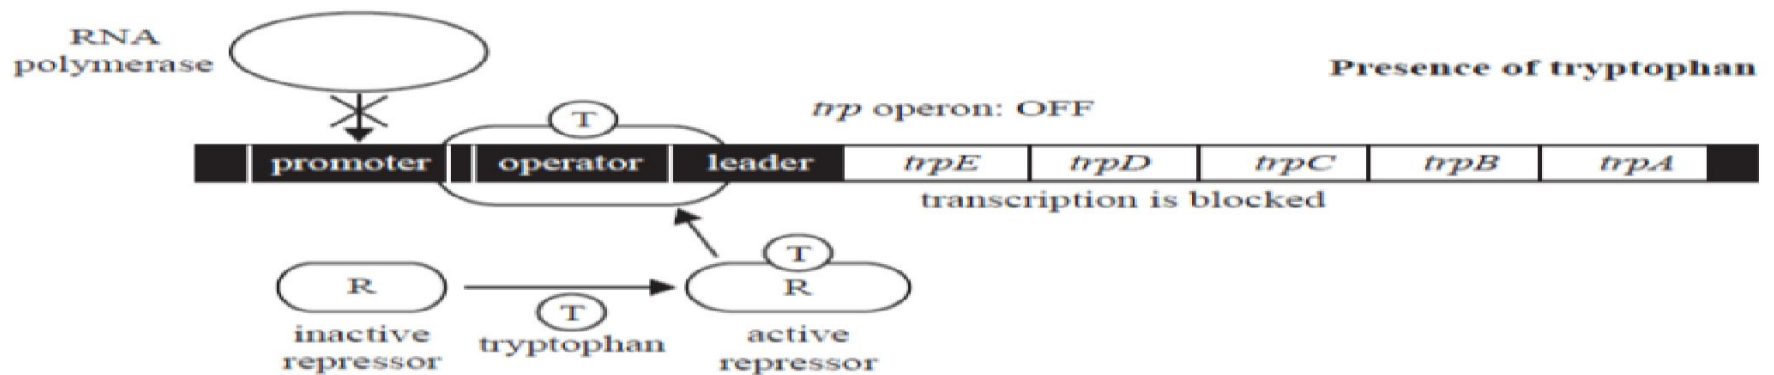 RNA
polymerase
Presence of tryptophan
T
trp operon: OFF
promoter operator leader trpE trpD trpC trpB trpA
transcription is blocked
T
R R
T
inactive
repressor
tryptophan
active
repressor